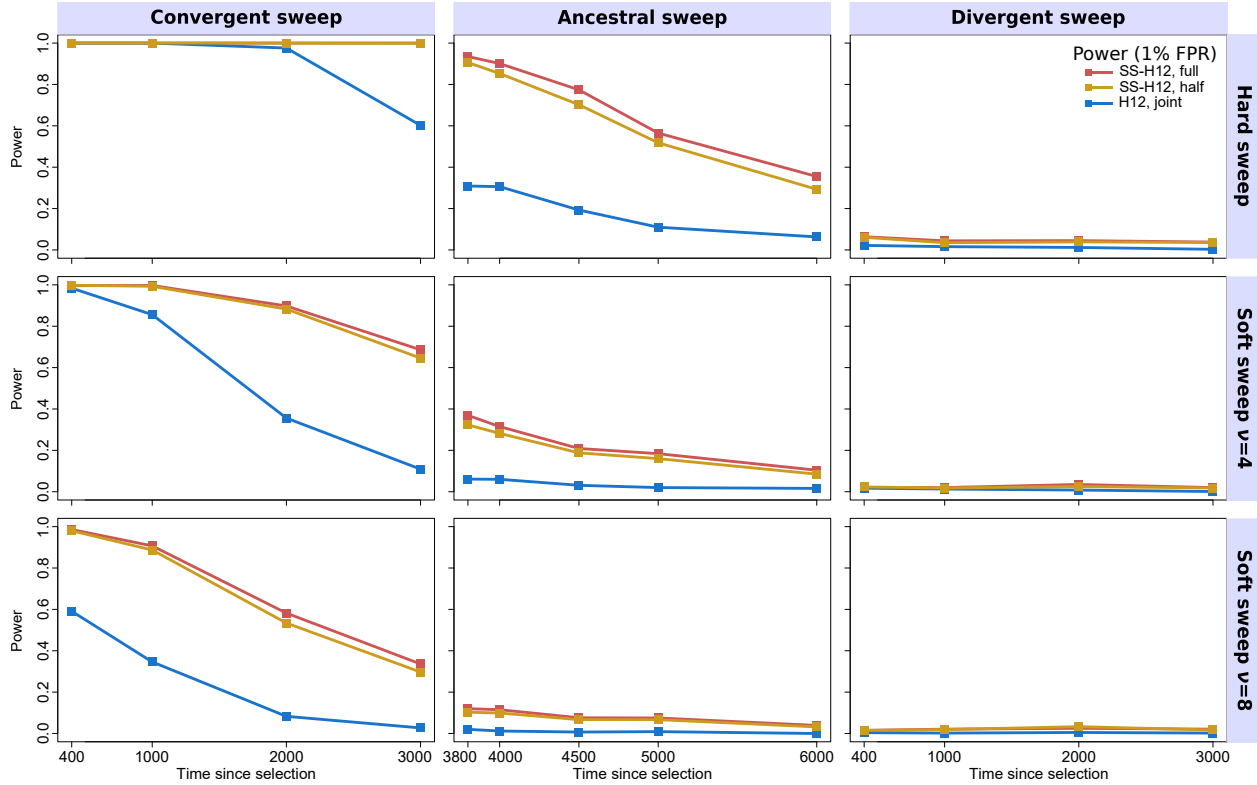 Convergent sweep
Ancestral sweep
Divergent sweep
Power (1% FPR)
SS-H12, full
SS-H12, half
H12, joint
Hard sweep
Power
0.0 0.2 0.4 0.6 0.8 1.0
Soft sweep ν=4
Power
0.0 0.2 0.4 0.6 0.8 1.0
Soft sweep ν=8
Power
0.0 0.2 0.4 0.6 0.8 1.0
400 1000 2000 3000
3800 4000 4500 5000 6000
400 1000 2000 3000
Time since selection
Time since selection
Time since selection